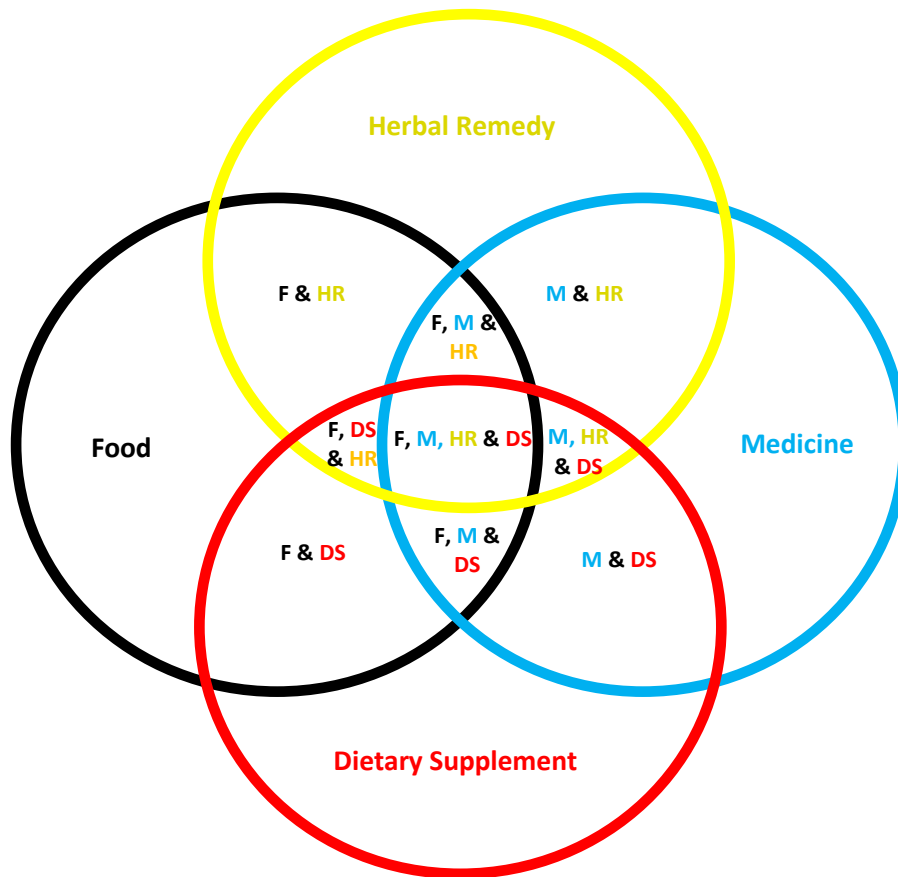 Herbal Remedy
F & HR
M & HR
F, M &
HR
Food
F, DS
& HR
F, M, HR & DS
M, HR
& DS
Medicine
F & DS
F, M &
DS
M & DS
Dietary Supplement